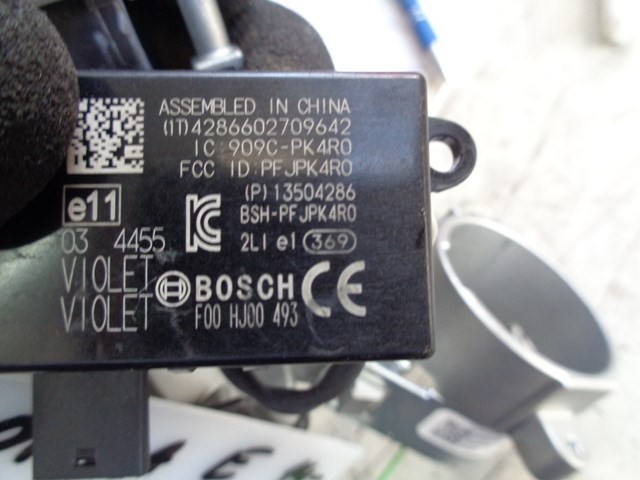 ASSEMBLED IN CHINA
(1T)4286602709642
IC:909C-PK4R0
FCC ID:PFJPK4R0
(P)13504286
e11
BSH-PFJPK4R0
03 4455
2LI e1 369
VIOLET
BOSCH CE
VIOLET
F00 HJ00 493